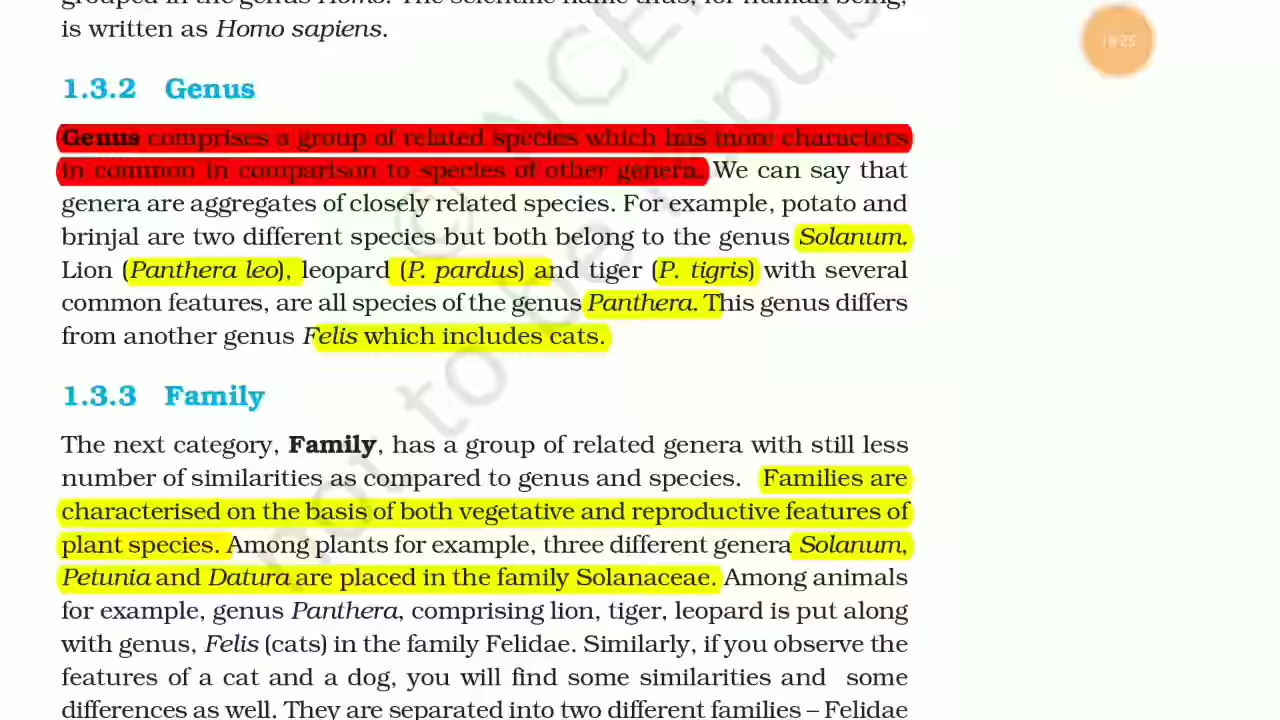 grouped in the genus Homo. The scientific name thus, for human being,
is written as Homo sapiens.
18:25
1.3.2 Genus
Genus comprises a group of related species which has more characters
in common in comparison to species of other genera. We can say that
genera are aggregates of closely related species. For example, potato and
brinjal are two different species but both belong to the genus Solanum.
Lion (Panthera leo), leopard (P. pardus) and tiger (P. tigris) with several
common features, are all species of the genus Panthera. This genus differs
from another genus Felis which includes cats.
1.3.3 Family
The next category, Family, has a group of related genera with still less
number of similarities as compared to genus and species. Families are
characterised on the basis of both vegetative and reproductive features of
plant species. Among plants for example, three different genera Solanum,
Petunia and Datura are placed in the family Solanaceae. Among animals
for example, genus Panthera, comprising lion, tiger, leopard is put along
with genus, Felis (cats) in the family Felidae. Similarly, if you observe the
features of a cat and a dog, you will find some similarities and some
differences as well. They are separated into two different families – Felidae
© NCE
not to be republ